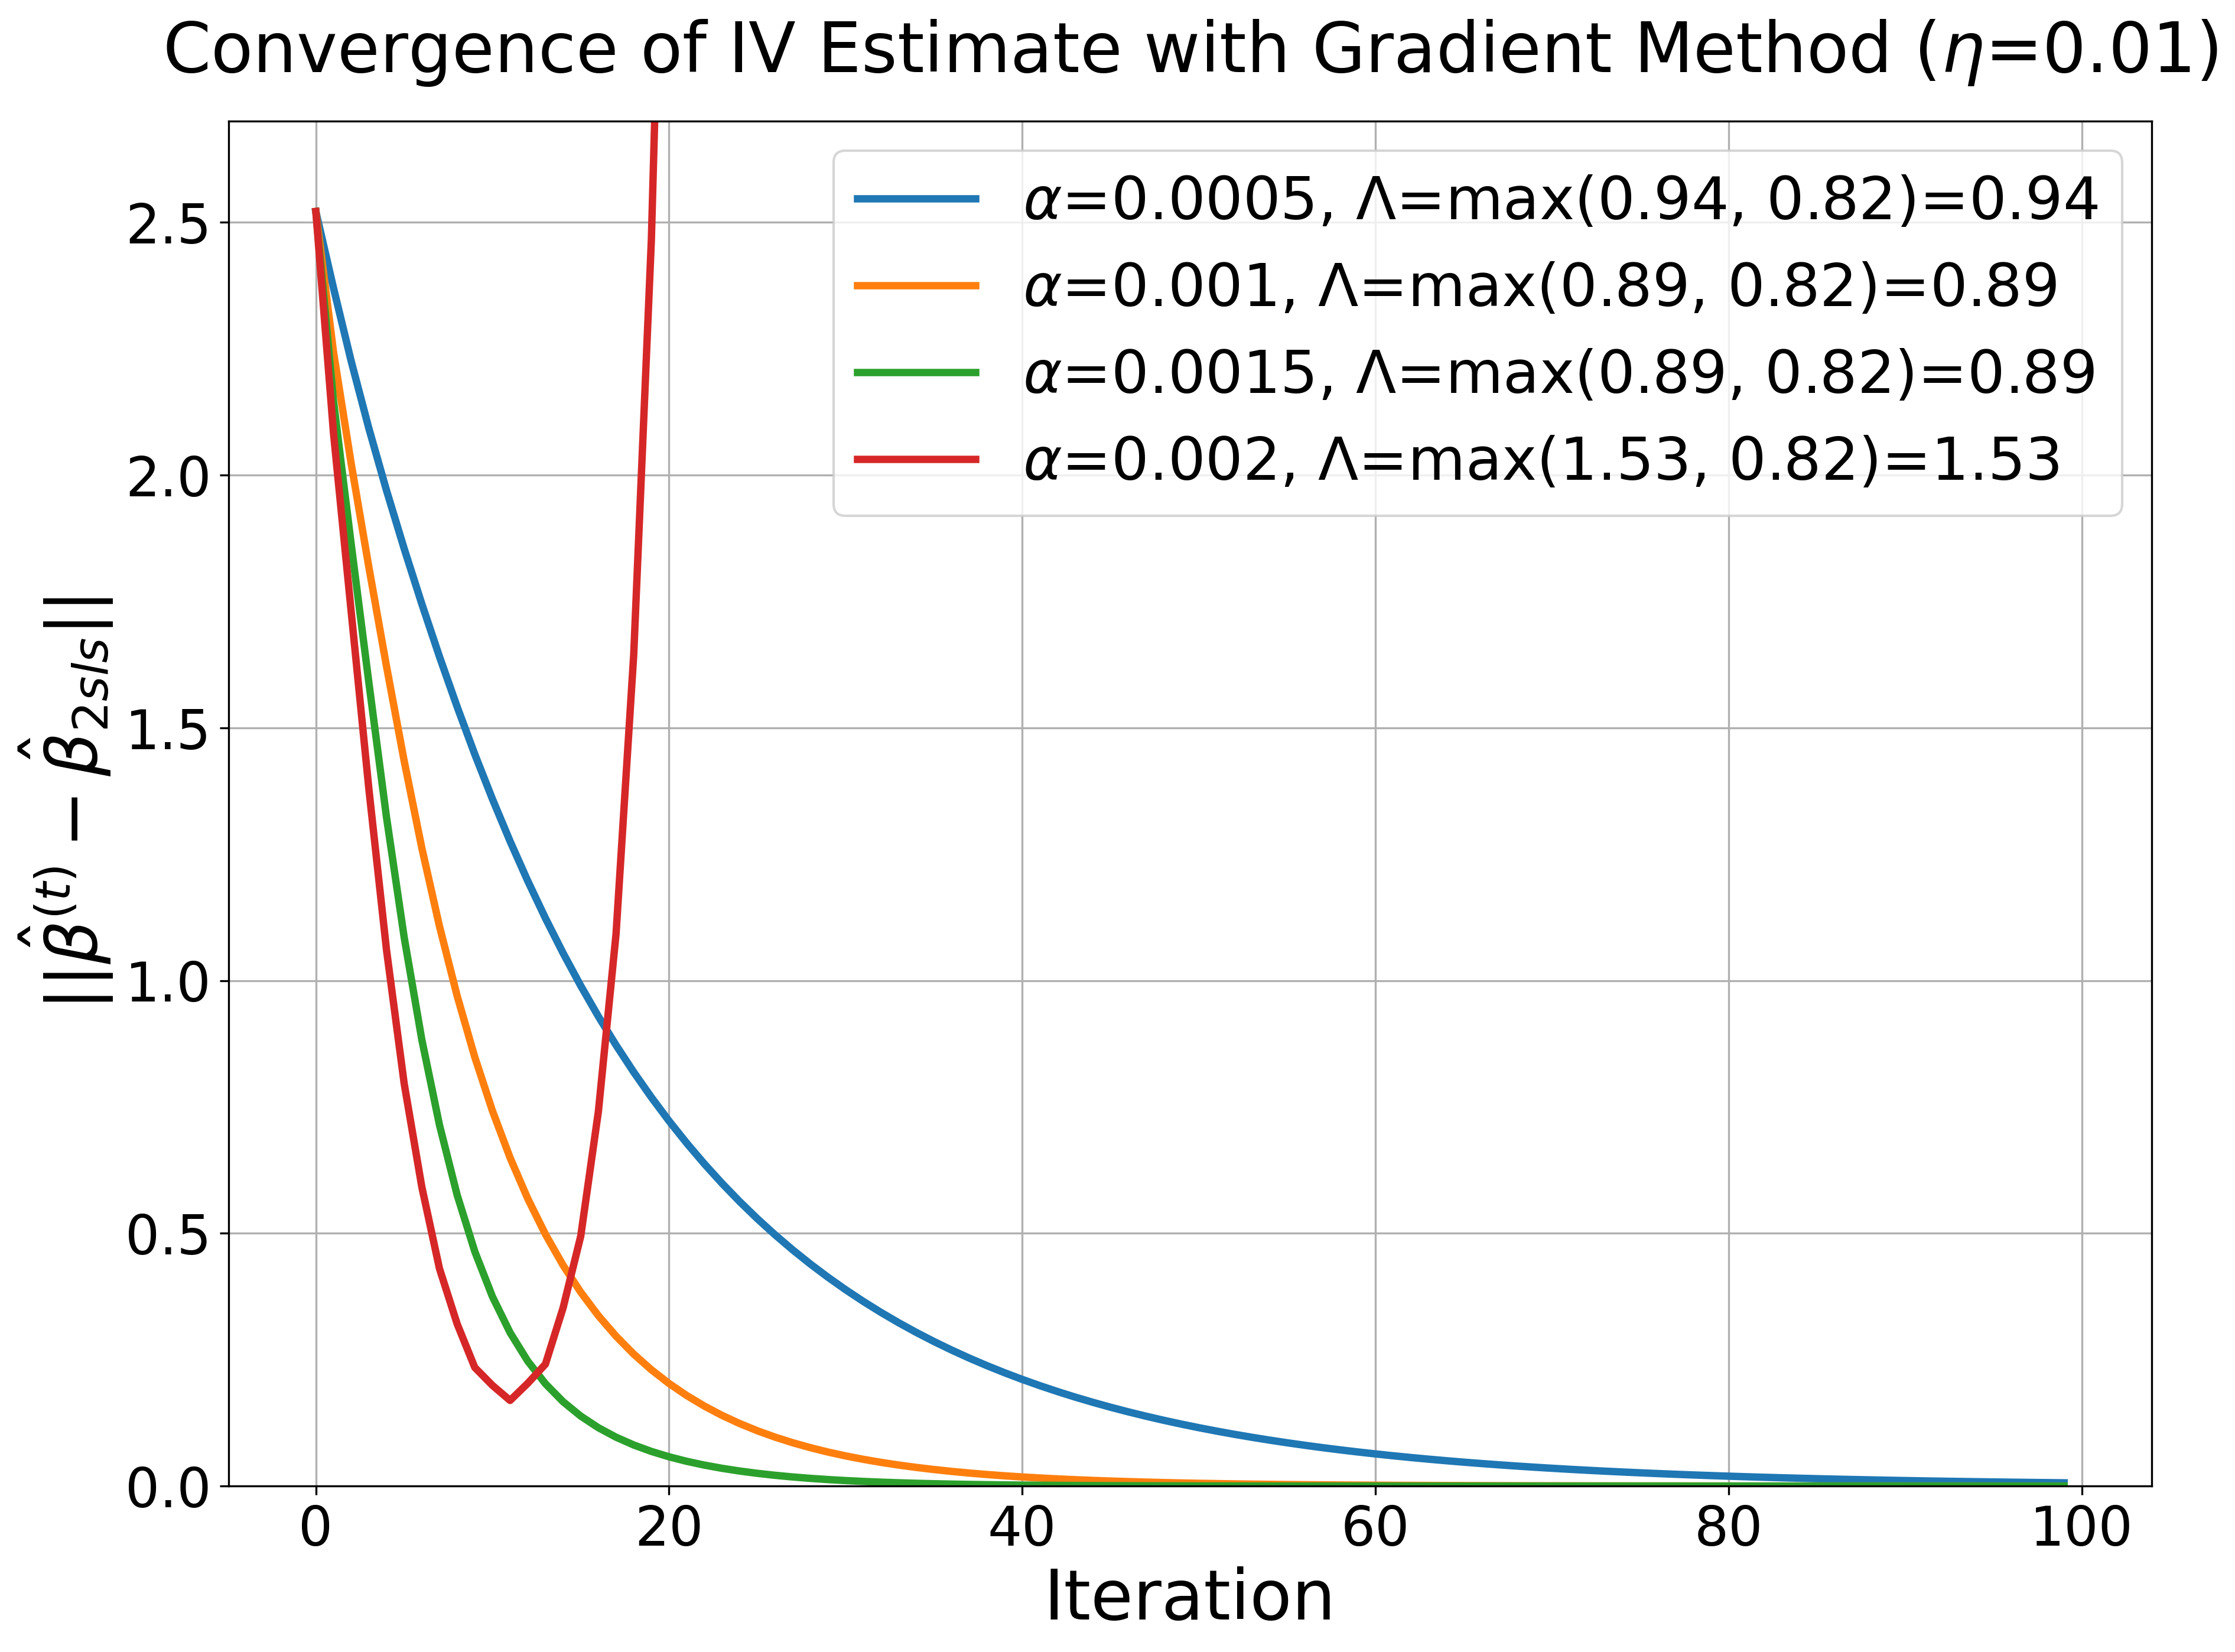 Convergence of IV Estimate with Gradient Method (η=0.01)
α=0.0005, Λ=max(0.94, 0.82)=0.94
α=0.001, Λ=max(0.89, 0.82)=0.89
α=0.0015, Λ=max(0.89, 0.82)=0.89
α=0.002, Λ=max(1.53, 0.82)=1.53
||β̂^(t) − β̂_2sls||
2.5
2.0
1.5
1.0
0.5
0.0
0 20 40 60 80 100
Iteration